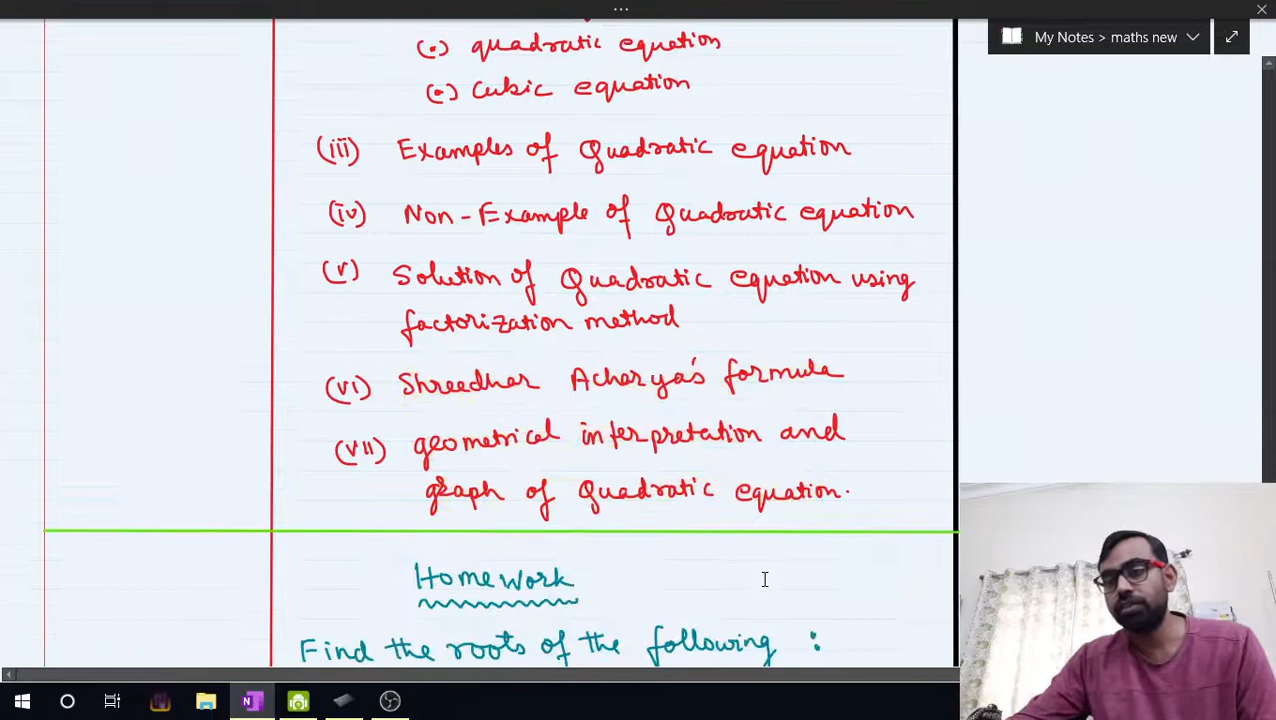 My Notes > maths new
(•) quadratic equation
(•) cubic equation
(iii) Examples of Quadratic equation
(iv) Non-Example of Quadratic equation
(v) Solution of Quadratic equation using
factorization method
(vi) Shreedhar Acharya's formula
(vii) geometrical interpretation and
graph of Quadratic equation.
Homework
Find the roots of the following :